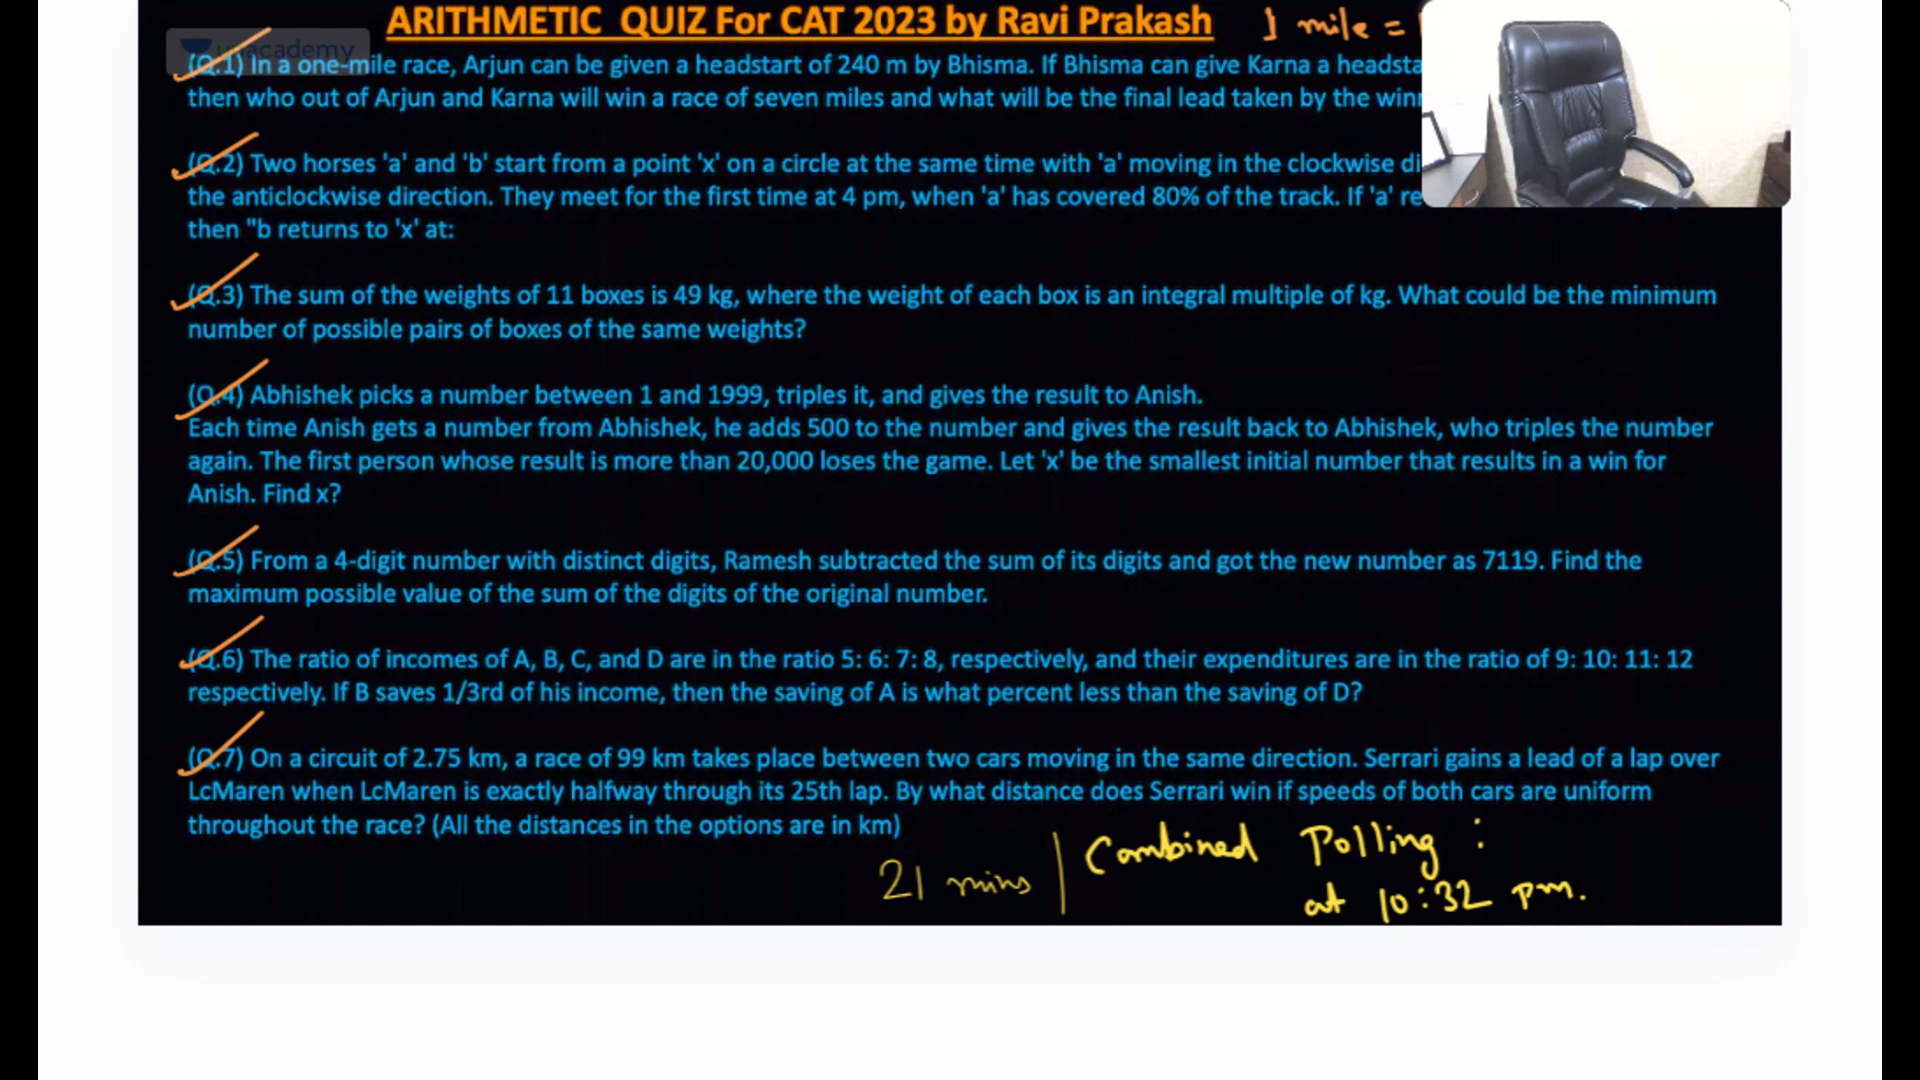 ARITHMETIC QUIZ For CAT 2023 by Ravi Prakash 1 mile =
unacademy
(Q.1) In a one-mile race, Arjun can be given a headstart of 240 m by Bhisma. If Bhisma can give Karna a
then who out of Arjun and Karna will win a race of seven miles and what will be the final lead taken by the
(Q.2) Two horses 'a' and 'b' start from a point 'x' on a circle at the same time with 'a' moving in the clockwise
the anticlockwise direction. They meet for the first time at 4 pm, when 'a' has covered 80% of the track. If 'a'
then "b returns to 'x' at:
(Q.3) The sum of the weights of 11 boxes is 49 kg, where the weight of each box is an integral multiple of kg. What could be the minimum
number of possible pairs of boxes of the same weights?
(Q.4) Abhishek picks a number between 1 and 1999, triples it, and gives the result to Anish.
Each time Anish gets a number from Abhishek, he adds 500 to the number and gives the result back to Abhishek, who triples the number
again. The first person whose result is more than 20,000 loses the game. Let 'x' be the smallest initial number that results in a win for
Anish. Find x?
(Q.5) From a 4-digit number with distinct digits, Ramesh subtracted the sum of its digits and got the new number as 7119. Find the
maximum possible value of the sum of the digits of the original number.
(Q.6) The ratio of incomes of A, B, C, and D are in the ratio 5: 6: 7: 8, respectively, and their expenditures are in the ratio of 9: 10: 11: 12
respectively. If B saves 1/3rd of his income, then the saving of A is what percent less than the saving of D?
(Q.7) On a circuit of 2.75 km, a race of 99 km takes place between two cars moving in the same direction. Serrari gains a lead of a lap over
LcMaren when LcMaren is exactly halfway through its 25th lap. By what distance does Serrari win if speeds of both cars are uniform
throughout the race? (All the distances in the options are in km)
21 mins | Combined Polling :
at 10:32 pm.